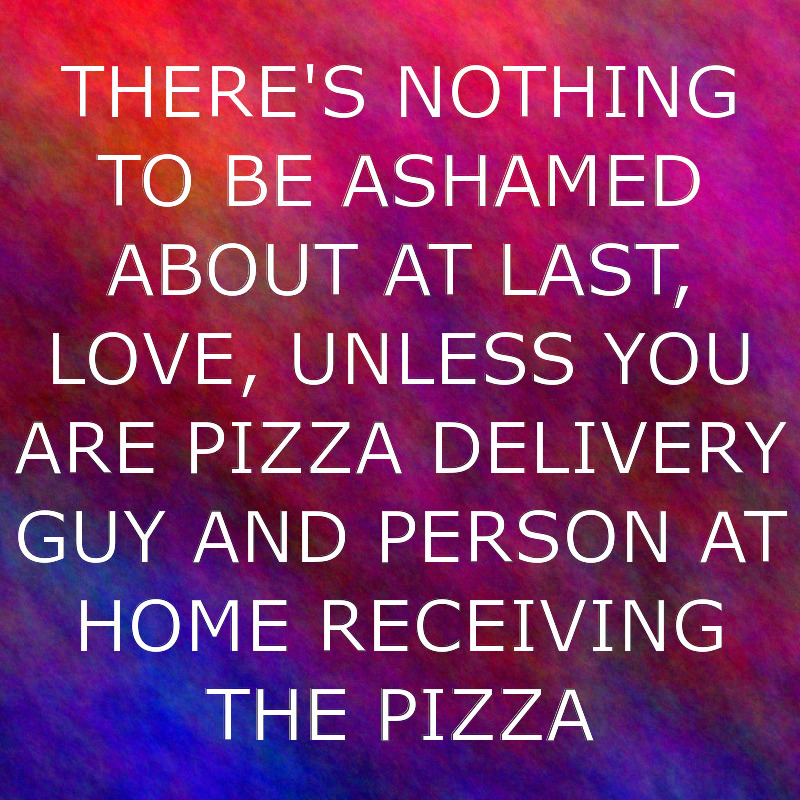 THERE'S NOTHING
TO BE ASHAMED
ABOUT AT LAST,
LOVE, UNLESS YOU
ARE PIZZA DELIVERY
GUY AND PERSON AT
HOME RECEIVING
THE PIZZA